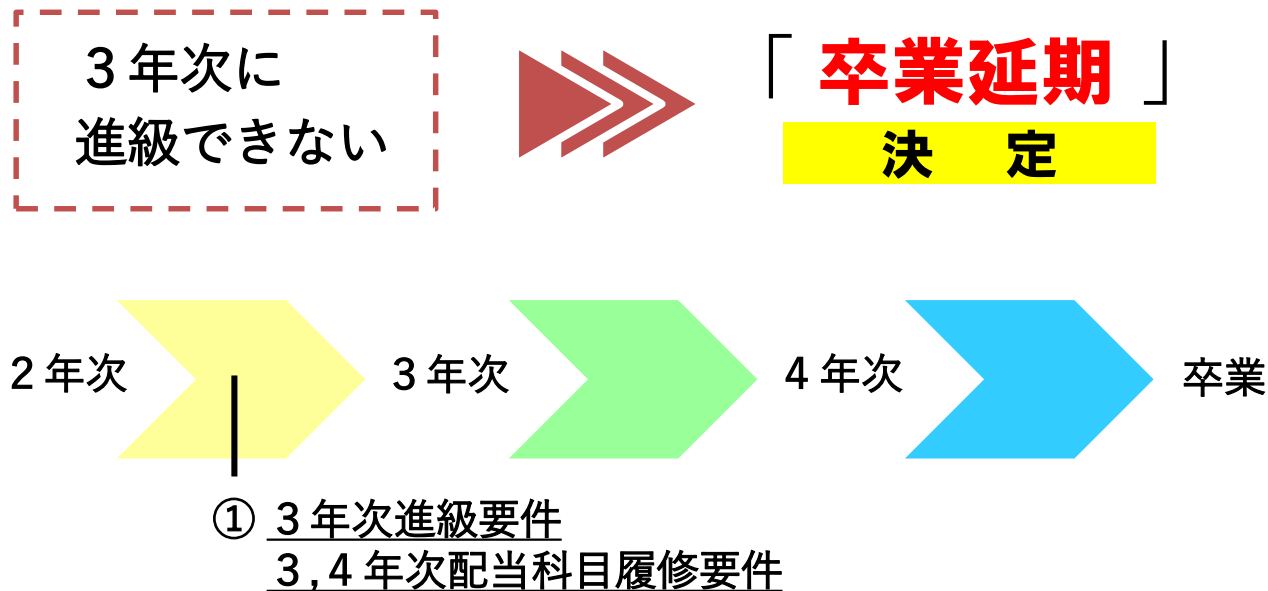 3年次に
進級できない
「卒業延期」
決 定
2年次
3年次
4年次
卒業
① 3年次進級要件
3,4年次配当科目履修要件